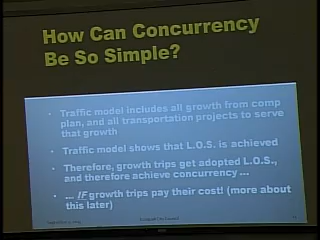 How Can Concurrency
Be So Simple?
• Traffic model includes all growth from comp
plan, and all transportation projects to serve
that growth
• Traffic model shows that L.O.S. is achieved
• Therefore, growth trips get adopted L.O.S.,
and therefore achieve concurrency ...
• ... IF growth trips pay their cost! (more about
this later)